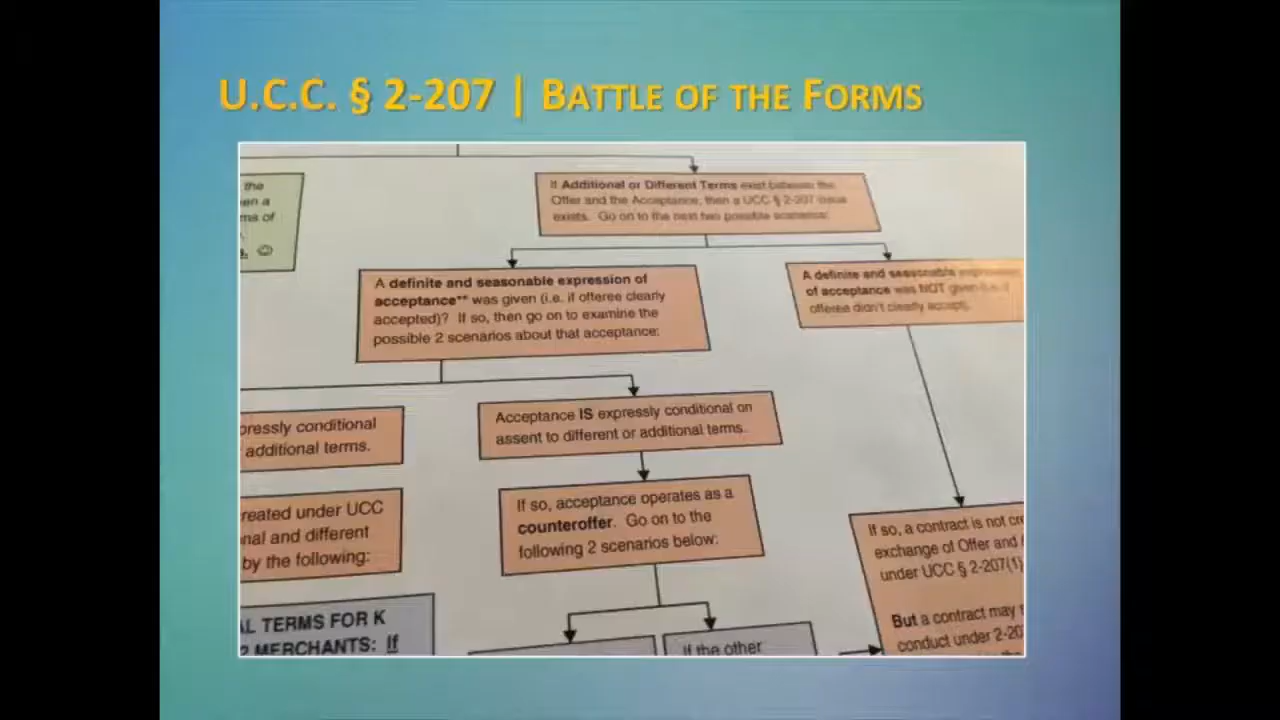 U.C.C. § 2-207 | BATTLE OF THE FORMS
the
en a
ms of
If Additional or Different Terms exist between the
Offer and the Acceptance, then a UCC § 2-207 issue
exists. Go on to the next two possible scenarios:
A definite and seasonable expression of
acceptance** was given (i.e. if offeree clearly
accepted)? If so, then go on to examine the
possible 2 scenarios about that acceptance:
A definite and seasonable
of acceptance was NOT given (i.e. if
offeree didn't clearly accept).
pressly conditional
additional terms.
Acceptance IS expressly conditional on
assent to different or additional terms.
reated under UCC
nal and different
by the following:
If so, acceptance operates as a
counteroffer. Go on to the
following 2 scenarios below:
If so, a contract is not cr
exchange of Offer and
under UCC § 2-207(1)
But a contract may
conduct under 2-20
AL TERMS FOR K
2 MERCHANTS: If
if the other